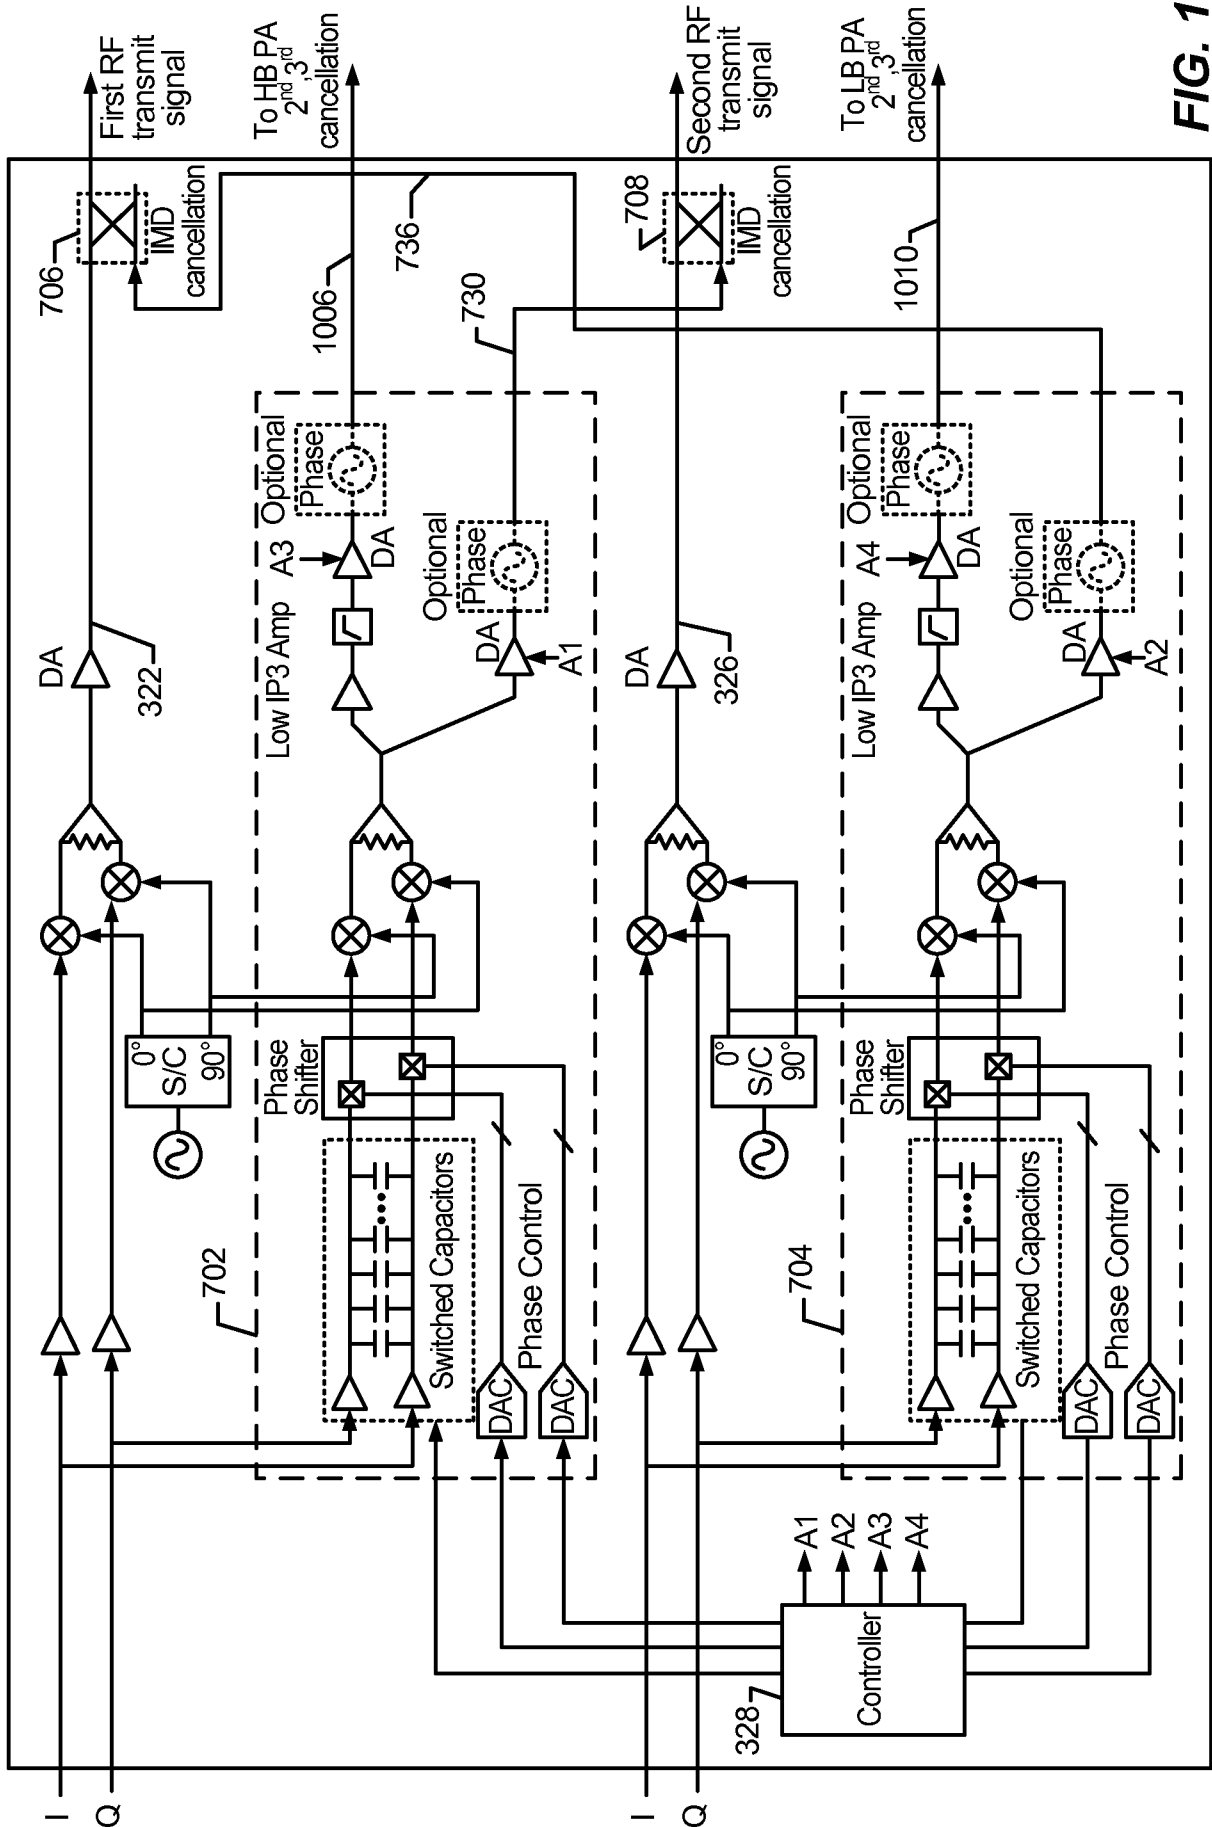 First RF
transmit
signal
706
IMD
cancellation
DA
322
I
Q
0°
S/C
90°
To HB PA
2nd,3rd
cancellation
1006
736
730
702
Phase
Shifter
Switched Capacitors
DAC
DAC
Phase Control
Low IP3 Amp
A3
DA
Optional
Phase
DA
A1
Optional
Phase
Second RF
transmit
signal
708
IMD
cancellation
DA
326
I
Q
0°
S/C
90°
To LB PA
2nd,3rd
cancellation
1010
704
Phase
Shifter
Switched Capacitors
DAC
DAC
Phase Control
Low IP3 Amp
A4
DA
Optional
Phase
DA
A2
Optional
Phase
328
Controller
A1
A2
A3
A4
FIG. 1